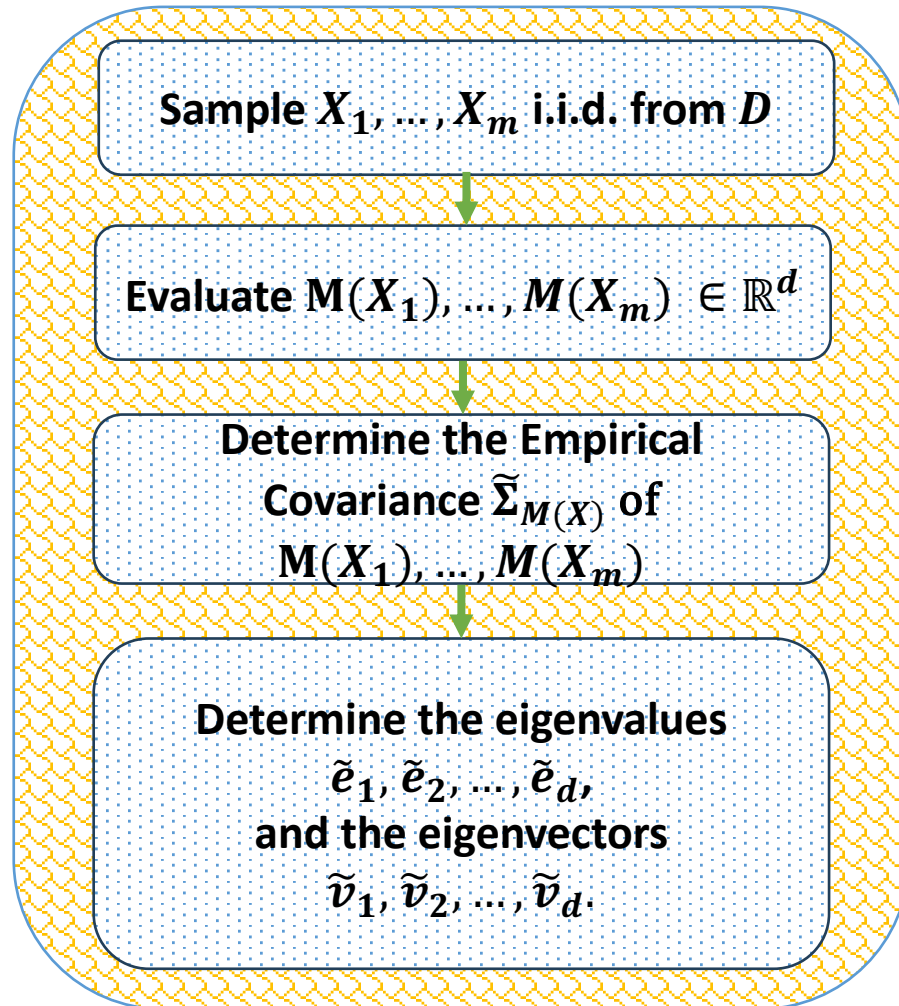 Sample X₁, ..., Xₘ i.i.d. from D
Evaluate M(X₁), ..., M(Xₘ) ∈ ℝᵈ
Determine the Empirical
Covariance Σ̃_M(X) of
M(X₁), ..., M(Xₘ)
Determine the eigenvalues
ẽ₁, ẽ₂, ..., ẽ_d,
and the eigenvectors
ṽ₁, ṽ₂, ..., ṽ_d.